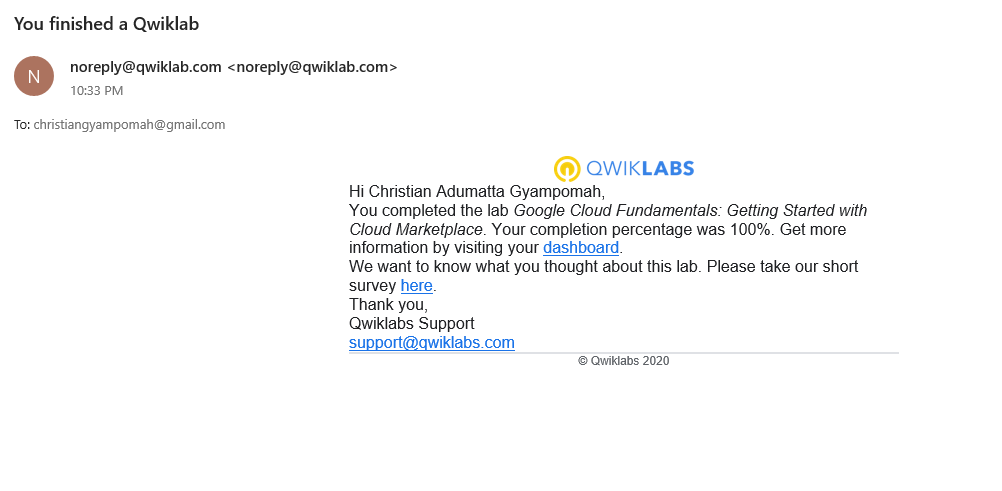 You finished a Qwiklab
N
noreply@qwiklab.com <noreply@qwiklab.com>
10:33 PM
To: christiangyampomah@gmail.com
QWIKLABS
Hi Christian Adumatta Gyampomah,
You completed the lab Google Cloud Fundamentals: Getting Started with
Cloud Marketplace. Your completion percentage was 100%. Get more
information by visiting your dashboard.
We want to know what you thought about this lab. Please take our short
survey here.
Thank you,
Qwiklabs Support
support@qwiklabs.com
© Qwiklabs 2020